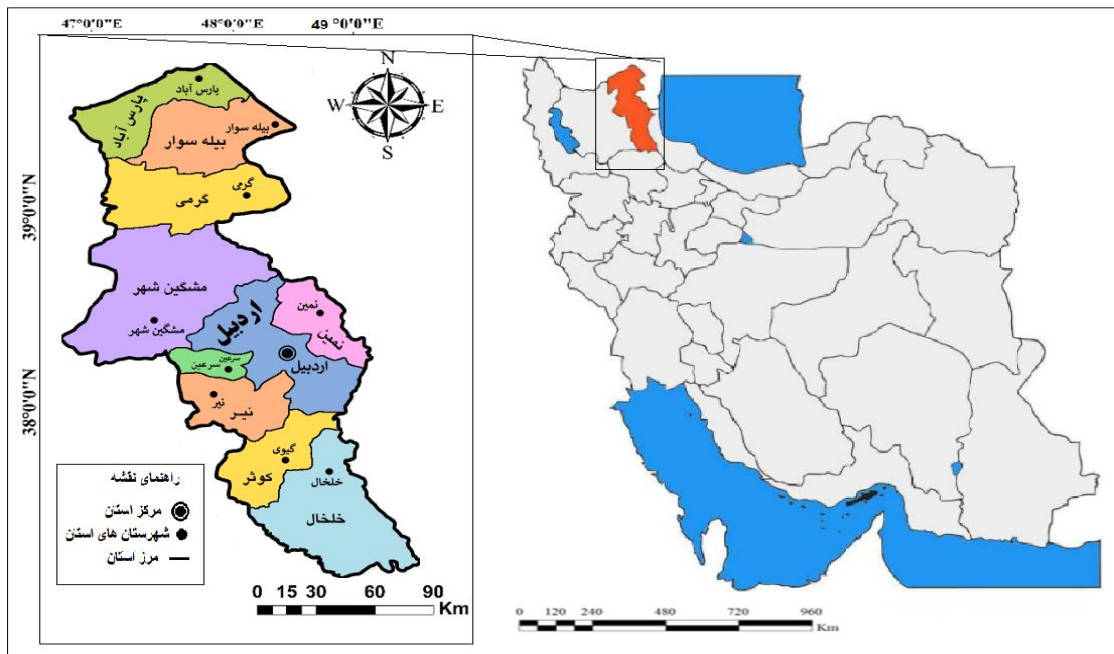 47°0'0"E 48°0'0"E 49°0'0"E
N
W E
S
39°0'0"N
38°0'0"N
پارس آباد
پارس آباد
بیله سوار
بیله سوار
گرمی
گرمی
مشگین شهر
مشگین شهر
اردبیل
اردبیل
نمین
نمین
سرعین
سرعین
نیر
نیر
گیوی
کوثر
خلخال
خلخال
راهنمای نقشه
مرکز استان
شهرستان های استان
مرز استان
0 15 30 60 90
Km
0 120 240 480 720 960
Km